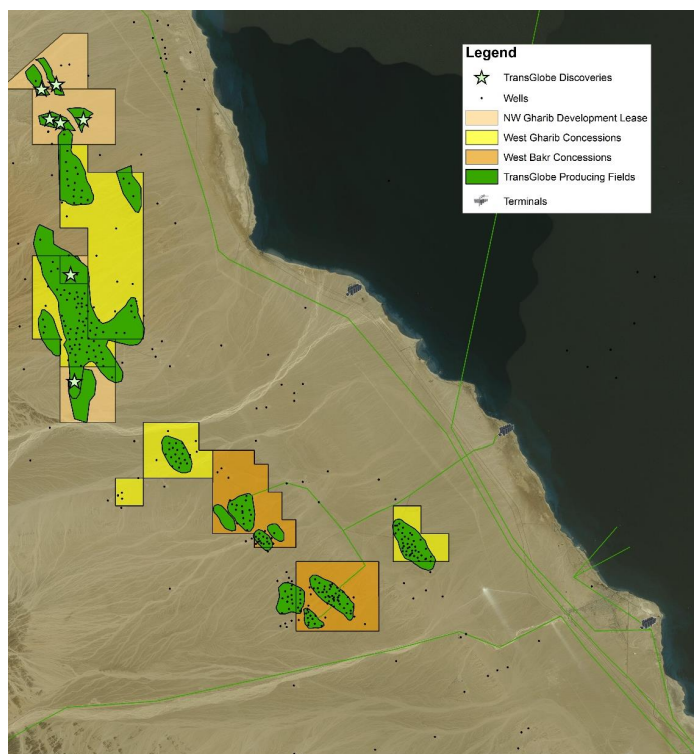 Legend
TransGlobe Discoveries
Wells
NW Gharib Development Lease
West Gharib Concessions
West Bakr Concessions
TransGlobe Producing Fields
Terminals